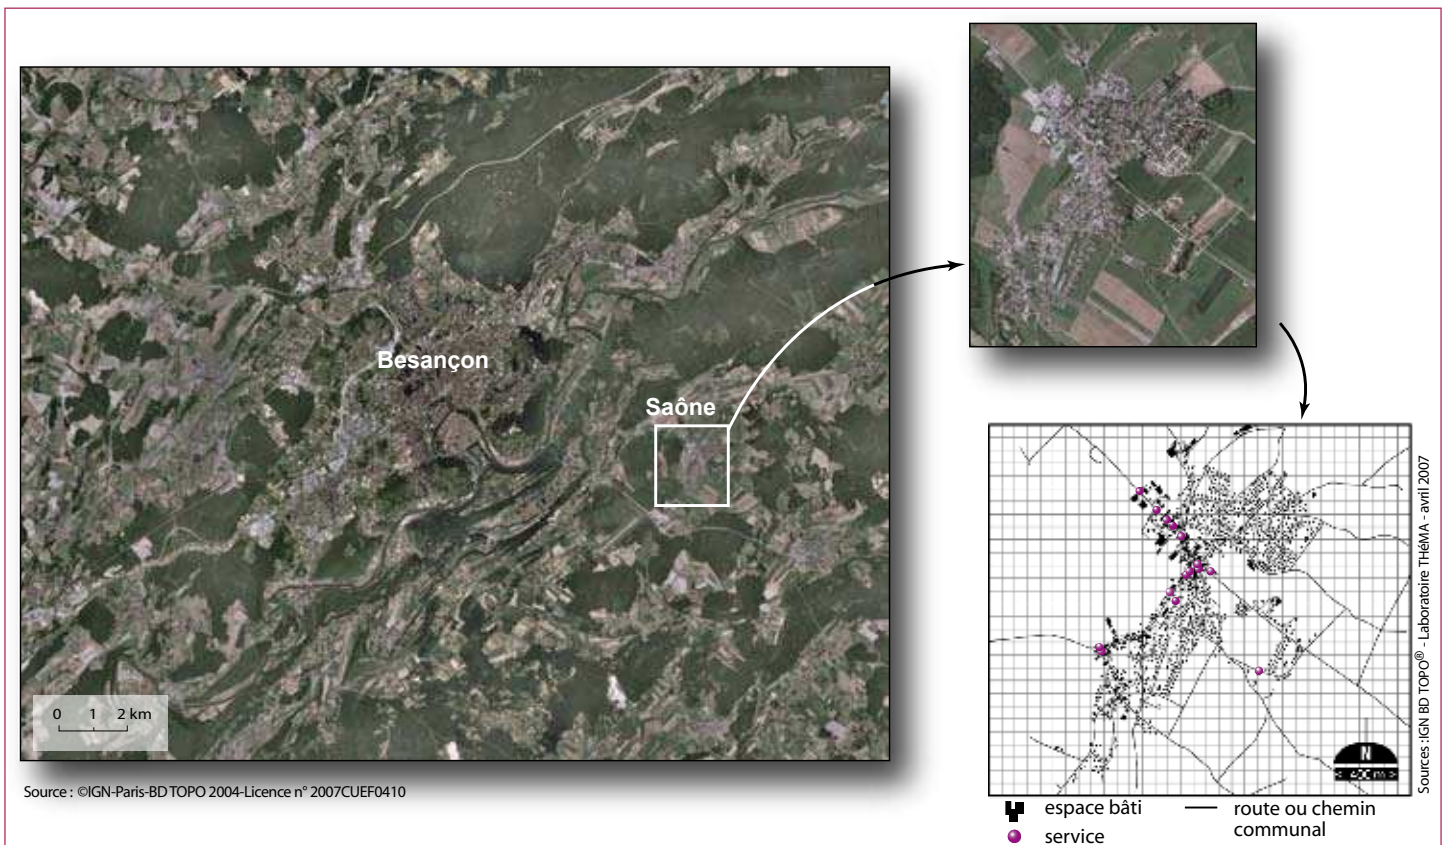 Besançon
Saône
0 1 2 km
Source : ©IGN-Paris-BD TOPO 2004-Licence n° 2007CUEF0410
N
< 400 m >
Sources :IGN BD TOPO® - Laboratoire THéMA - avril 2007
espace bâti
route ou chemin
communal
service